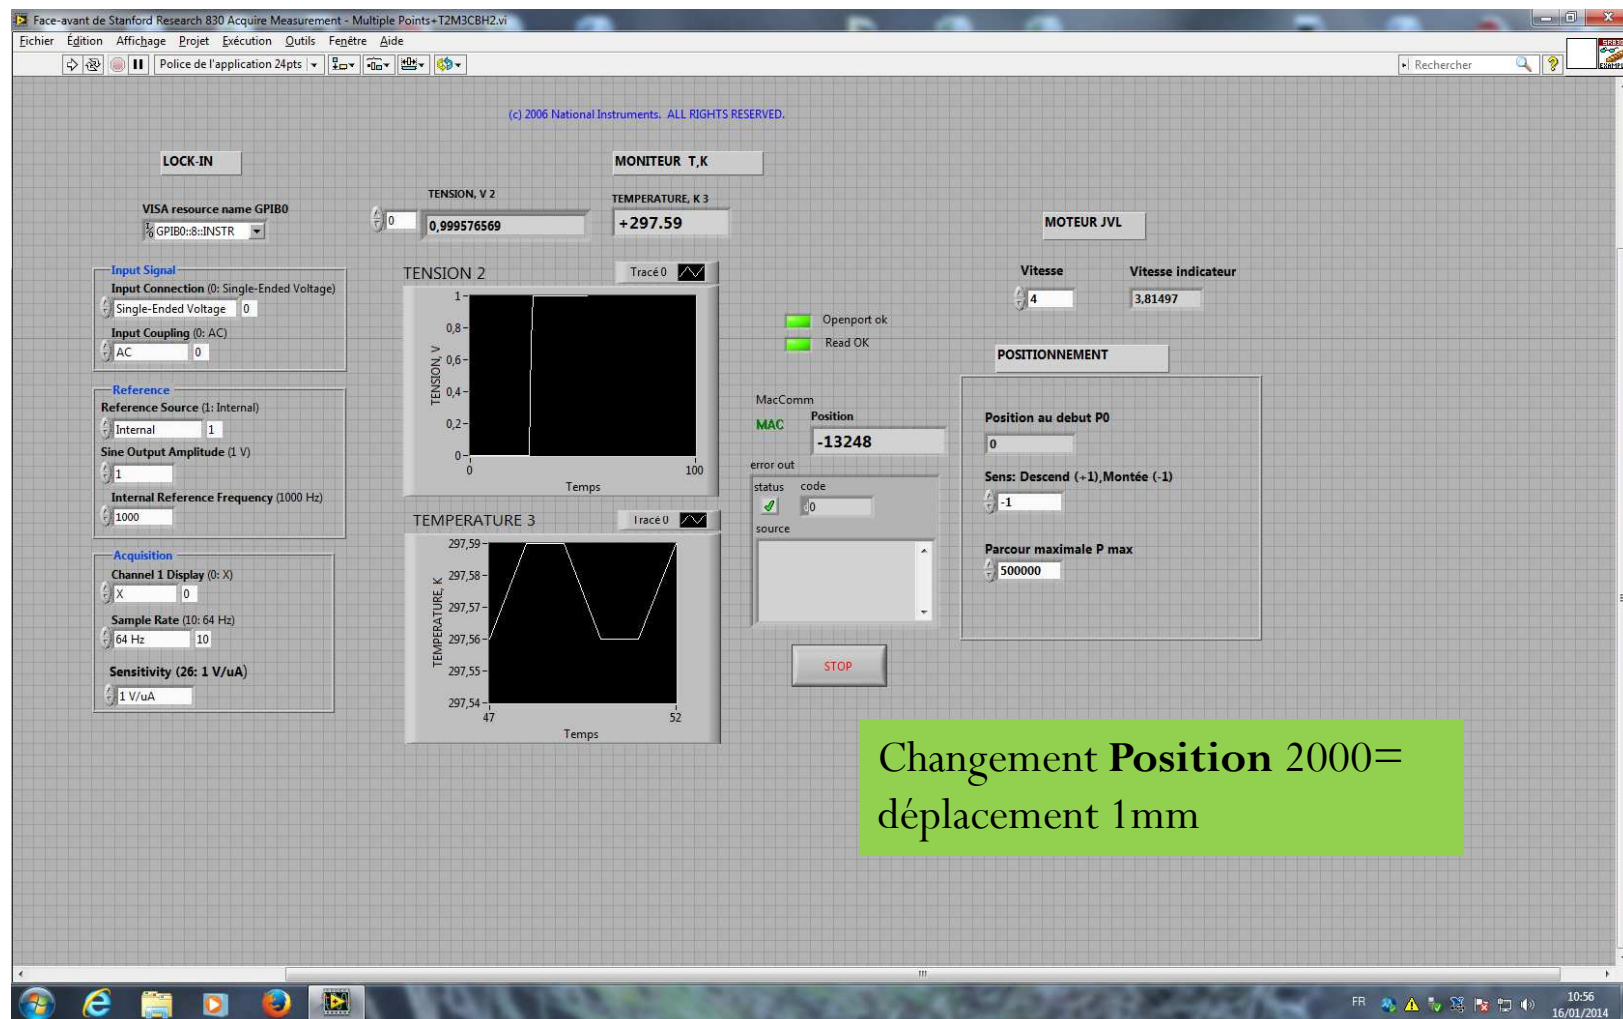 Face-avant de Stanford Research 830 Acquire Measurement - Multiple Points+T2M3CBH2.vi
Fichier Édition Affichage Projet Exécution Outils Fenêtre Aide
Police de l'application 24pts
Rechercher
(c) 2006 National Instruments. ALL RIGHTS RESERVED.
LOCK-IN
MONITEUR T,K
VISA resource name GPIB0
GPIB0::8::INSTR
TENSION, V 2
0
0,999576569
TEMPERATURE, K 3
+297.59
MOTEUR JVL
Input Signal
Input Connection (0: Single-Ended Voltage)
Single-Ended Voltage 0
Input Coupling (0: AC)
AC 0
Reference
Reference Source (1: Internal)
Internal 1
Sine Output Amplitude (1 V)
1
Internal Reference Frequency (1000 Hz)
1000
Acquisition
Channel 1 Display (0: X)
X 0
Sample Rate (10: 64 Hz)
64 Hz 10
Sensitivity (26: 1 V/uA)
1 V/uA
TENSION 2
Tracé 0
1
0,8
0,6
0,4
0,2
0
TENSION, V
0 100
Temps
TEMPERATURE 3
Tracé 0
297,59
297,58
297,57
297,56
297,55
297,54
TEMPERATURE, K
47 52
Temps
Openport ok
Read OK
MacComm
MAC
Position
-13248
error out
status code
0
source
STOP
Vitesse Vitesse indicateur
4 3,81497
POSITIONNEMENT
Position au debut P0
0
Sens: Descend (+1),Montée (-1)
-1
Parcour maximale P max
500000
Changement Position 2000=
déplacement 1mm
FR
10:56
16/01/2014